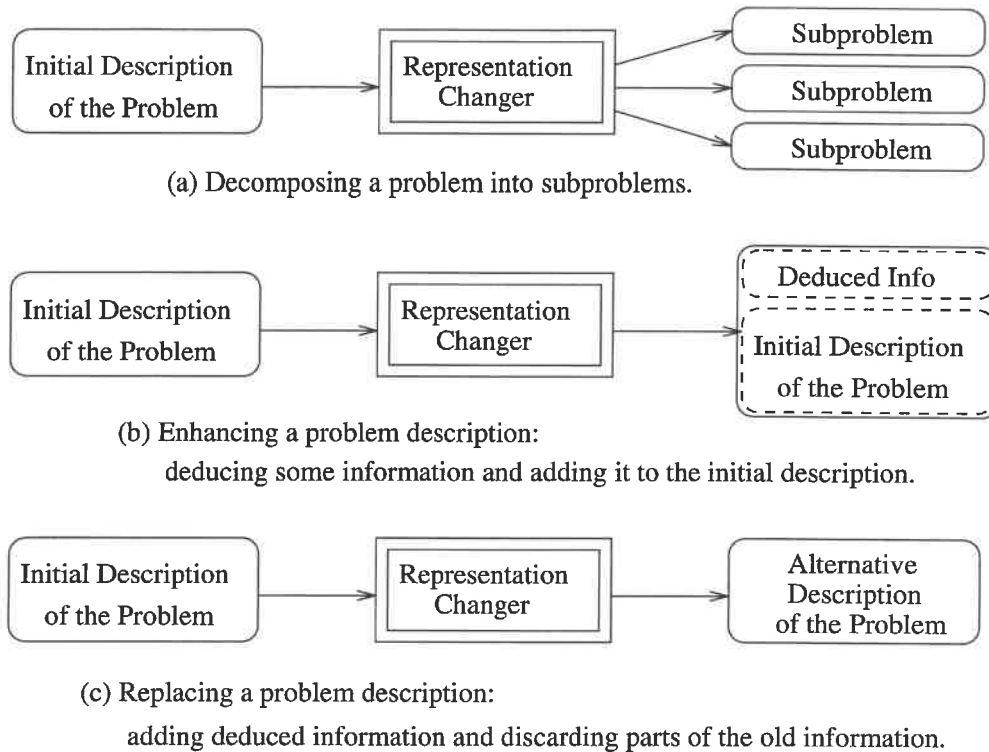 Initial Description
of the Problem
Representation
Changer
Subproblem
Subproblem
Subproblem
(a) Decomposing a problem into subproblems.
Initial Description
of the Problem
Representation
Changer
Deduced Info
Initial Description
of the Problem
(b) Enhancing a problem description:
deducing some information and adding it to the initial description.
Initial Description
of the Problem
Representation
Changer
Alternative
Description
of the Problem
(c) Replacing a problem description:
adding deduced information and discarding parts of the old information.